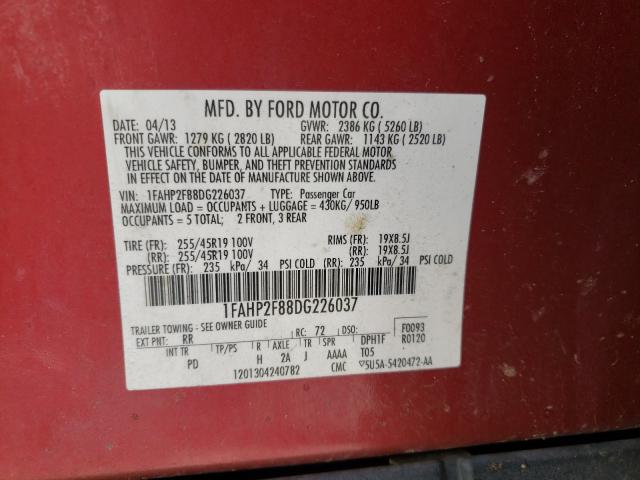 MFD. BY FORD MOTOR CO.
DATE: 04/13 GVWR: 2386 KG ( 5260 LB)
FRONT GAWR: 1279 KG ( 2820 LB) REAR GAWR: 1143 KG ( 2520 LB)
THIS VEHICLE CONFORMS TO ALL APPLICABLE FEDERAL MOTOR
VEHICLE SAFETY, BUMPER, AND THEFT PREVENTION STANDARDS
IN EFFECT ON THE DATE OF MANUFACTURE SHOWN ABOVE.
VIN: 1FAHP2F88DG226037 TYPE: Passenger Car
MAXIMUM LOAD = OCCUPANTS + LUGGAGE = 430KG/ 950LB
OCCUPANTS = 5 TOTAL; 2 FRONT, 3 REAR
TIRE (FR): 255/45R19 100V RIMS (FR): 19X8.5J
(RR): 255/45R19 100V (RR): 19X8.5J
PRESSURE (FR): 235 kPa/ 34 PSI COLD (RR): 235 kPa/ 34 PSI COLD
1FAHP2F88DG226037
TRAILER TOWING - SEE OWNER GUIDE
EXT PNT: RR RC: 72 DSO: F0093
INT TR TP/PS R AXLE TR SPR DPH1F R0120
PD H 2A J AAAA T05
1201304240782 CMC 5U5A-5420472-AA